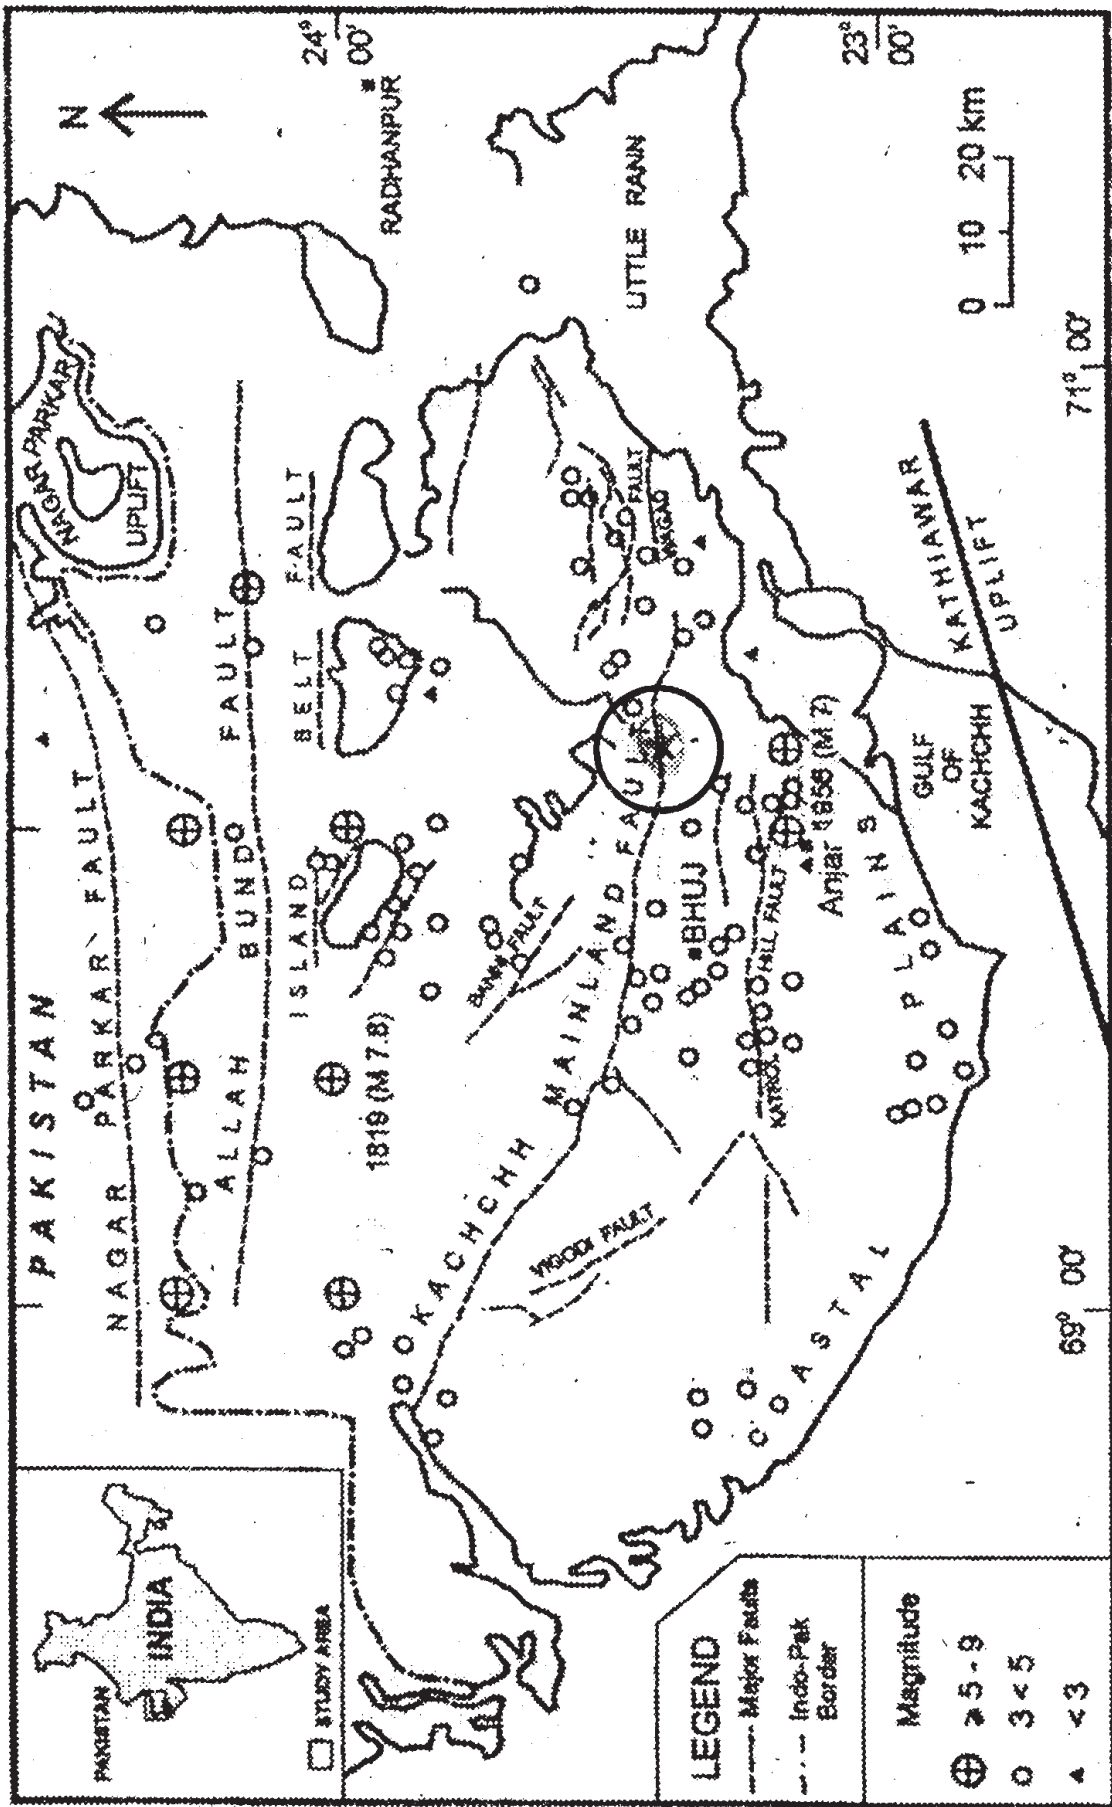 PAKISTAN
INDIA
STUDY AREA
PAKISTAN
NAGAR PARKAR FAULT
NAGAR PARKAR
UPLIFT
N
24°
00'
RADHANPUR
ALLAH BUND FAULT
ISLAND BELT FAULT
1819 (M 7.8)
KACHCHH MAINLAND FAULT
FAULT
LITTLE RANN
VIGODI FAULT
WAGAD FAULT
BHUJ
KATROL HILL FAULT
Anjar 1956 (M 7)
23°
00'
COASTAL PLAINS
GULF
OF
KACHCHH
KATHIAWAR
UPLIFT
0 10 20 km
69° 00'
71° 00'
LEGEND
Major Faults
Indo-Pak
Border
Magnitude
⩾ 5 - 9
3 < 5
< 3